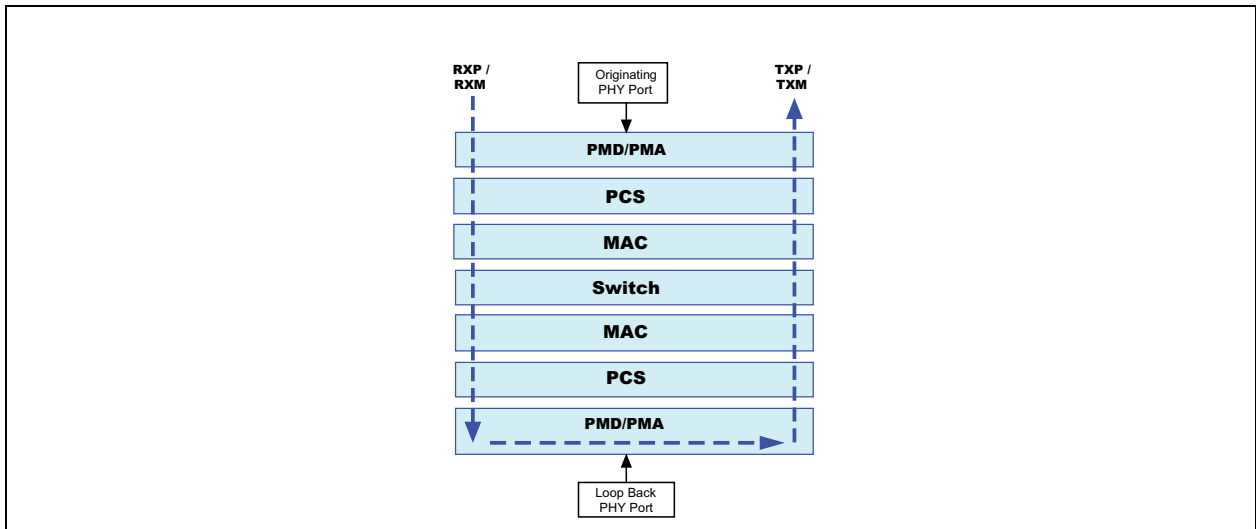 RXP /
RXM
Originating
PHY Port
TXP /
TXM
PMD/PMA
PCS
MAC
Switch
MAC
PCS
PMD/PMA
Loop Back
PHY Port